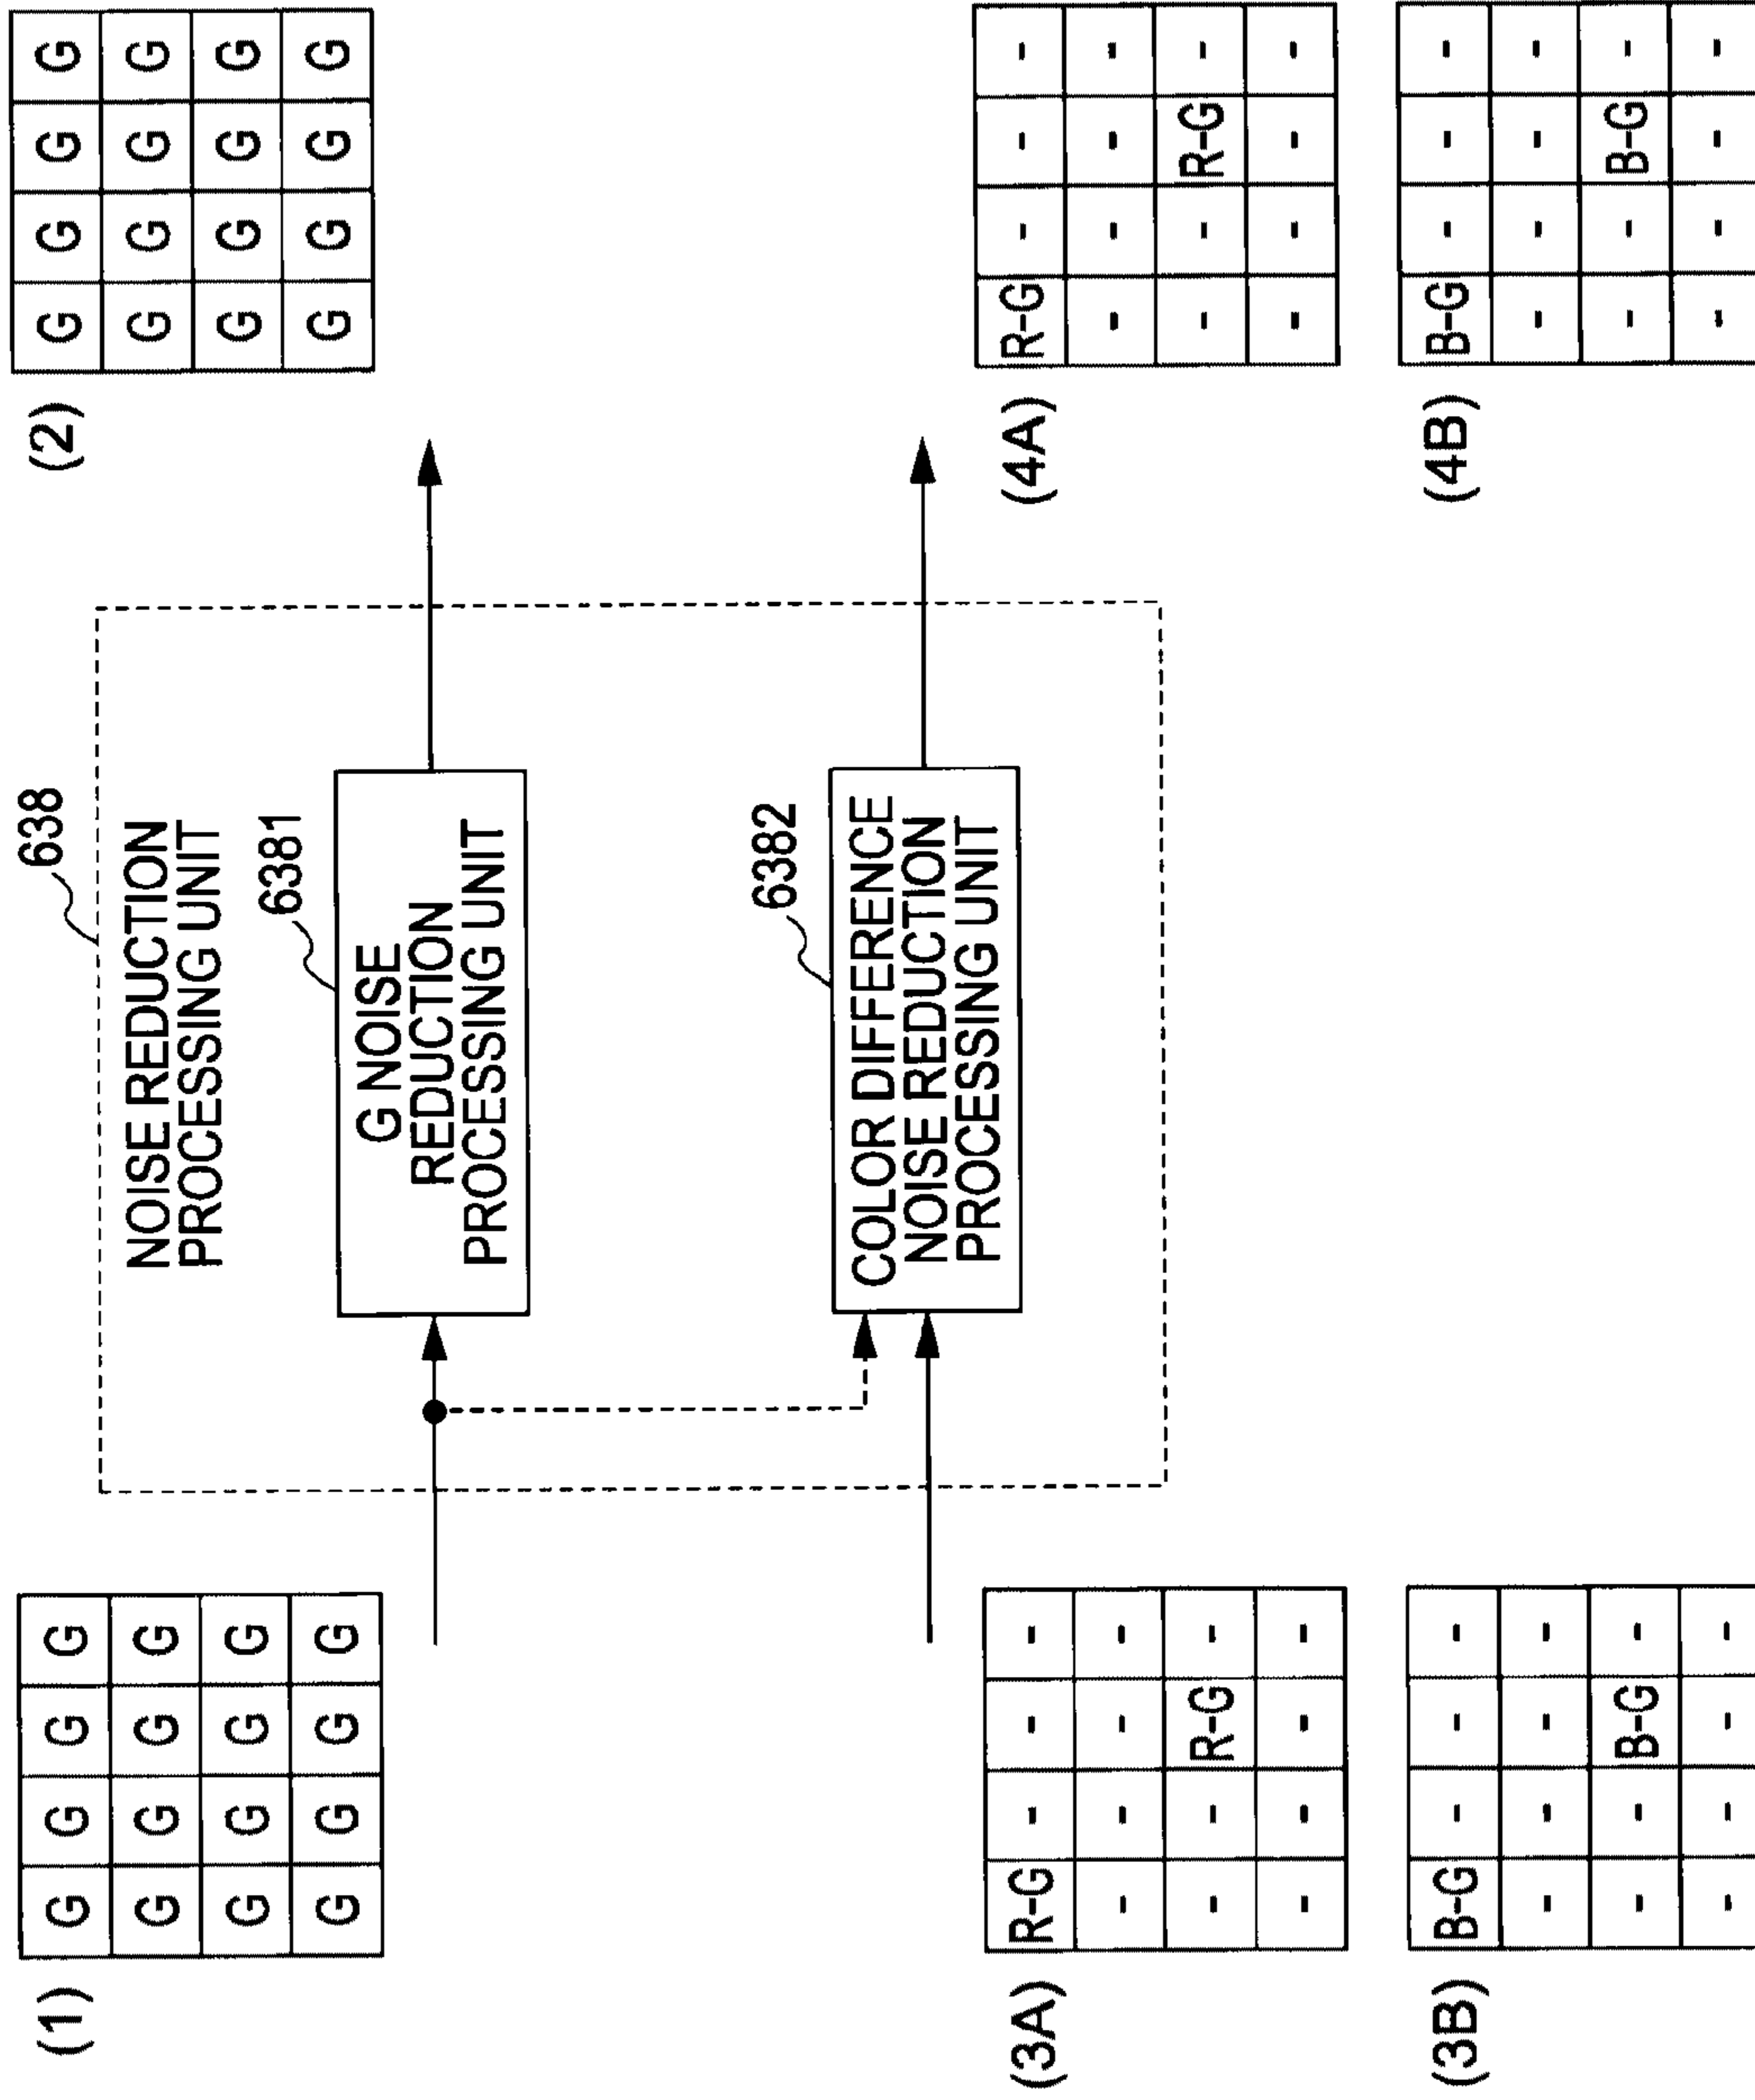 (1)
G G G G
G G G G
G G G G
G G G G
(3A)
R-G - - -
- - - -
- - R-G -
- - - -
(3B)
B-G - - -
- - - -
- - B-G -
- - - -
638
NOISE REDUCTION
PROCESSING UNIT
6381
G NOISE
REDUCTION
PROCESSING UNIT
6382
COLOR DIFFERENCE
NOISE REDUCTION
PROCESSING UNIT
(2)
G G G G
G G G G
G G G G
G G G G
(4A)
R-G - - -
- - - -
- - R-G -
- - - -
(4B)
B-G - - -
- - - -
- - B-G -
- - - -